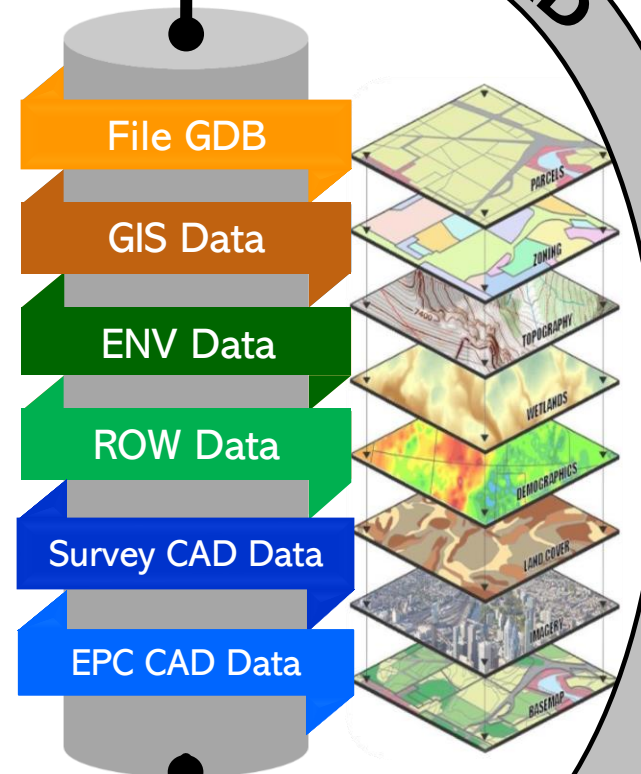 File GDB
GIS Data
ENV Data
ROW Data
Survey CAD Data
EPC CAD Data
PARCELS
ZONING
7400
TOPOGRAPHY
WETLANDS
DEMOGRAPHICS
LAND COVER
IMAGERY
BASEMAP